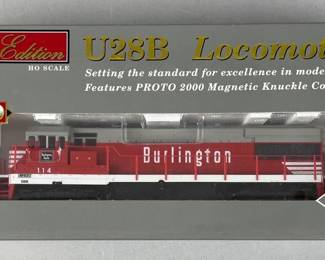 Edition
HO SCALE
U28B Locomot
Setting the standard for excellence in mode
Features PROTO 2000 Magnetic Knuckle Co
Burlington
114